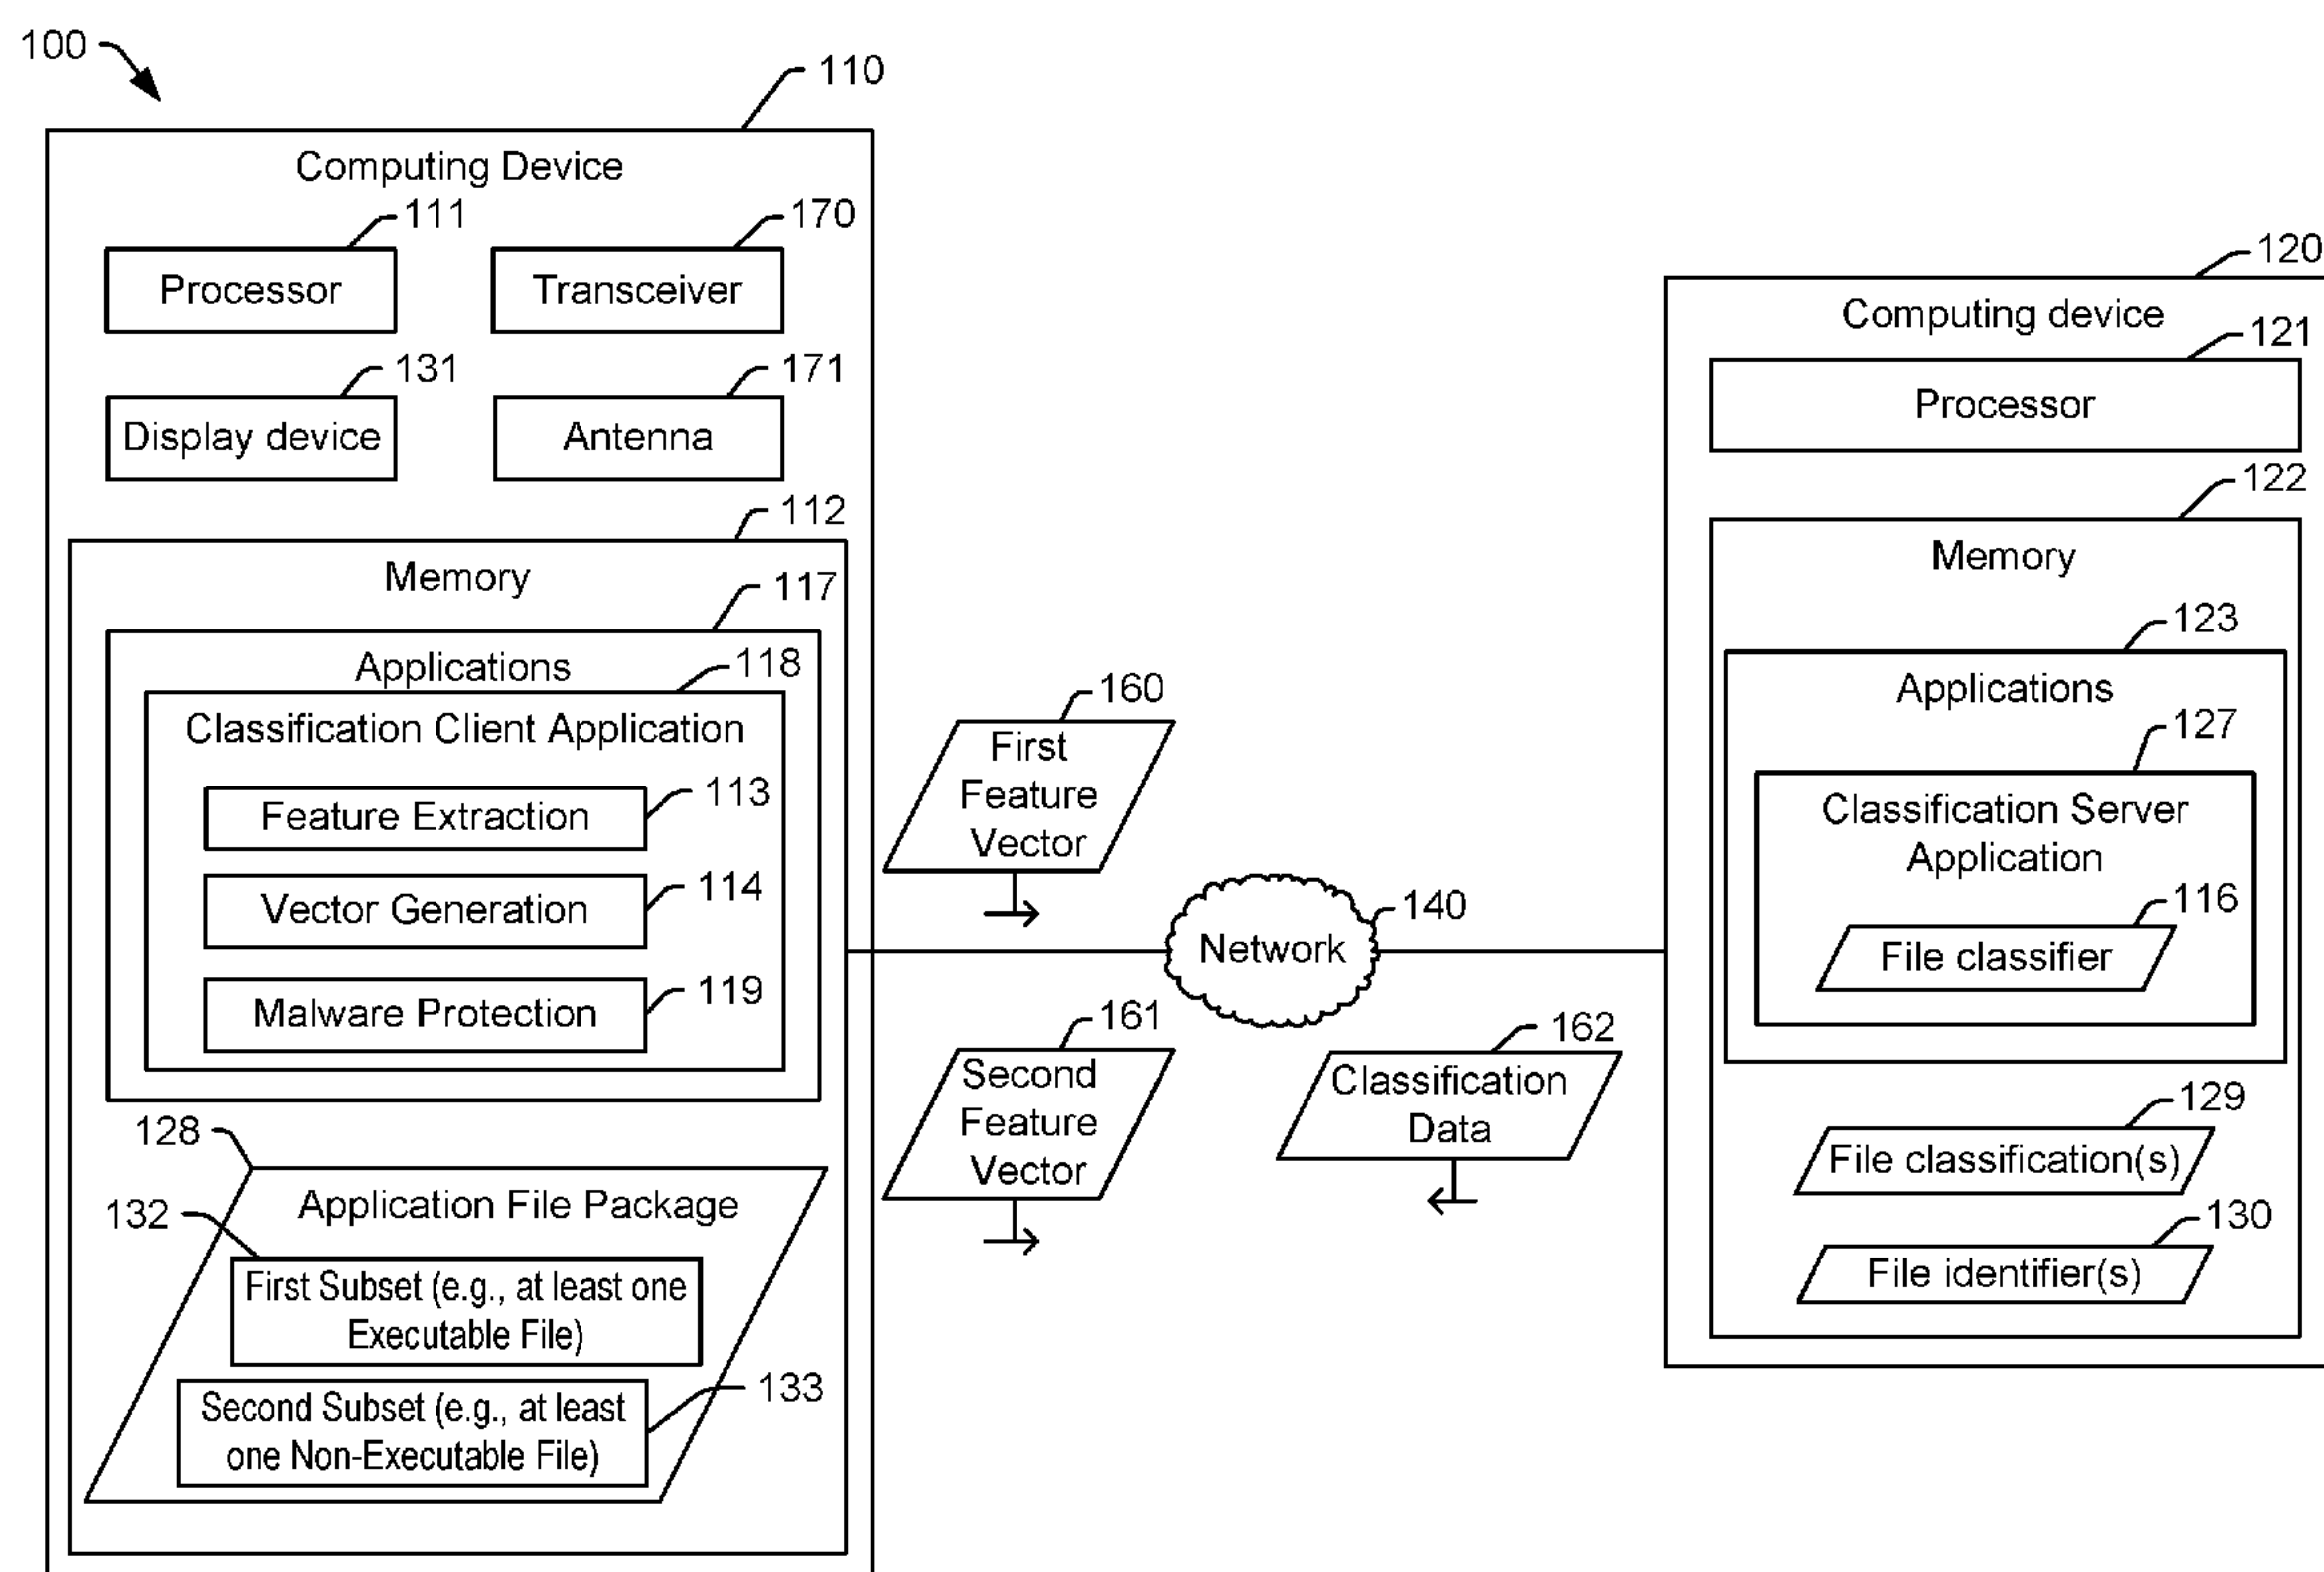 100
110
Computing Device
111
170
Processor
Transceiver
131
171
Display device
Antenna
112
Memory
117
Applications
118
Classification Client Application
Feature Extraction
113
Vector Generation
114
Malware Protection
119
128
Application File Package
132
First Subset (e.g., at least one
Executable File)
133
Second Subset (e.g., at least
one Non-Executable File)
160
First
Feature
Vector
140
Network
161
Second
Feature
Vector
162
Classification
Data
120
Computing device
121
Processor
122
Memory
123
Applications
127
Classification Server
Application
116
File classifier
129
File classification(s)
130
File identifier(s)